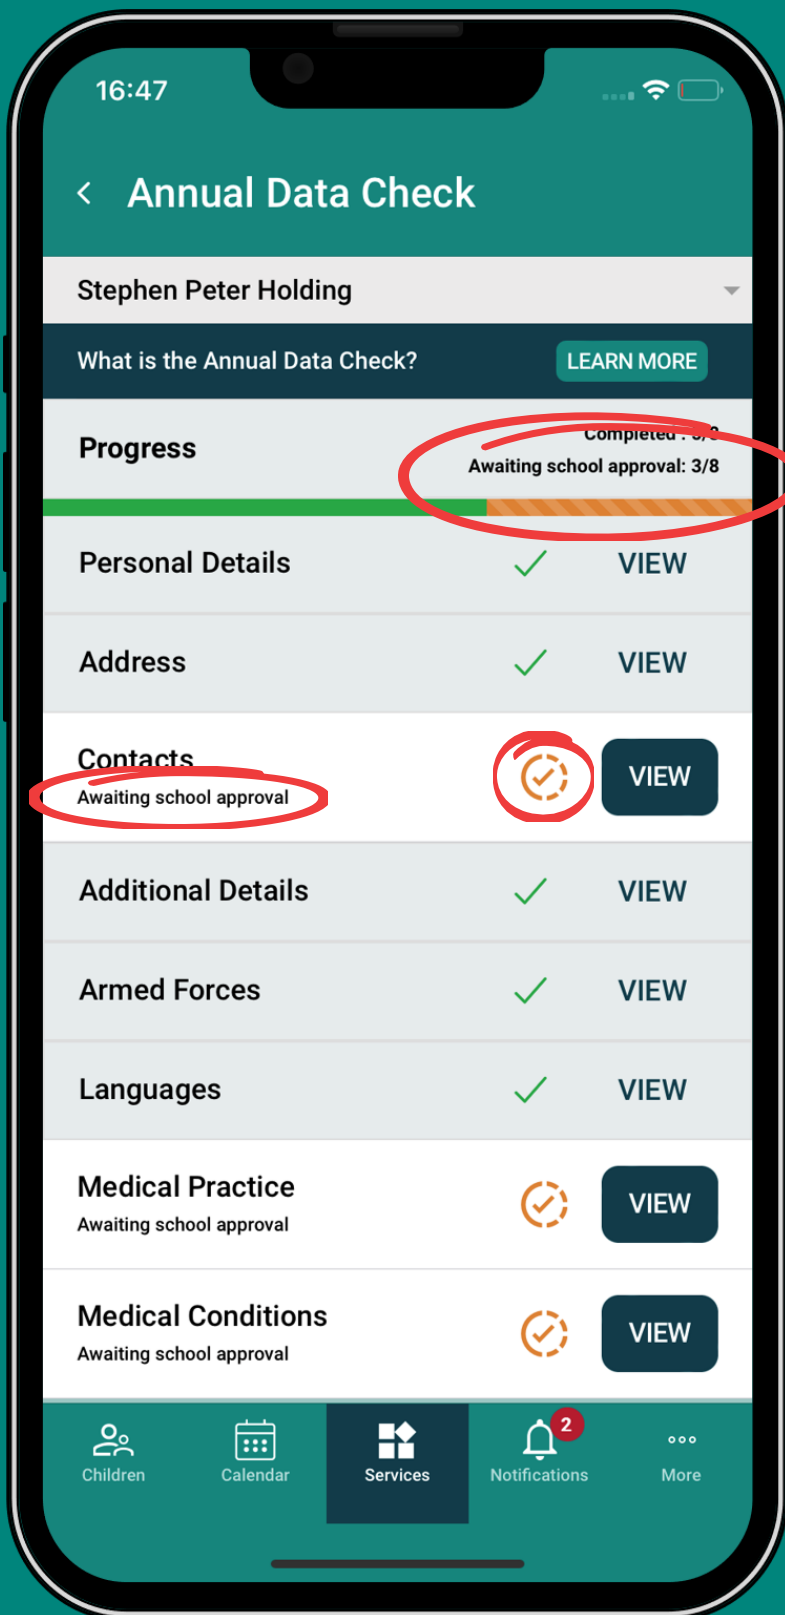 16:47
Annual Data Check
Stephen Peter Holding
What is the Annual Data Check?
LEARN MORE
Progress
Completed :
Awaiting school approval: 3/8
Personal Details
VIEW
Address
VIEW
Contacts
Awaiting school approval
VIEW
Additional Details
VIEW
Armed Forces
VIEW
Languages
VIEW
Medical Practice
Awaiting school approval
VIEW
Medical Conditions
Awaiting school approval
VIEW
2
Children
Calendar
Services
Notifications
More